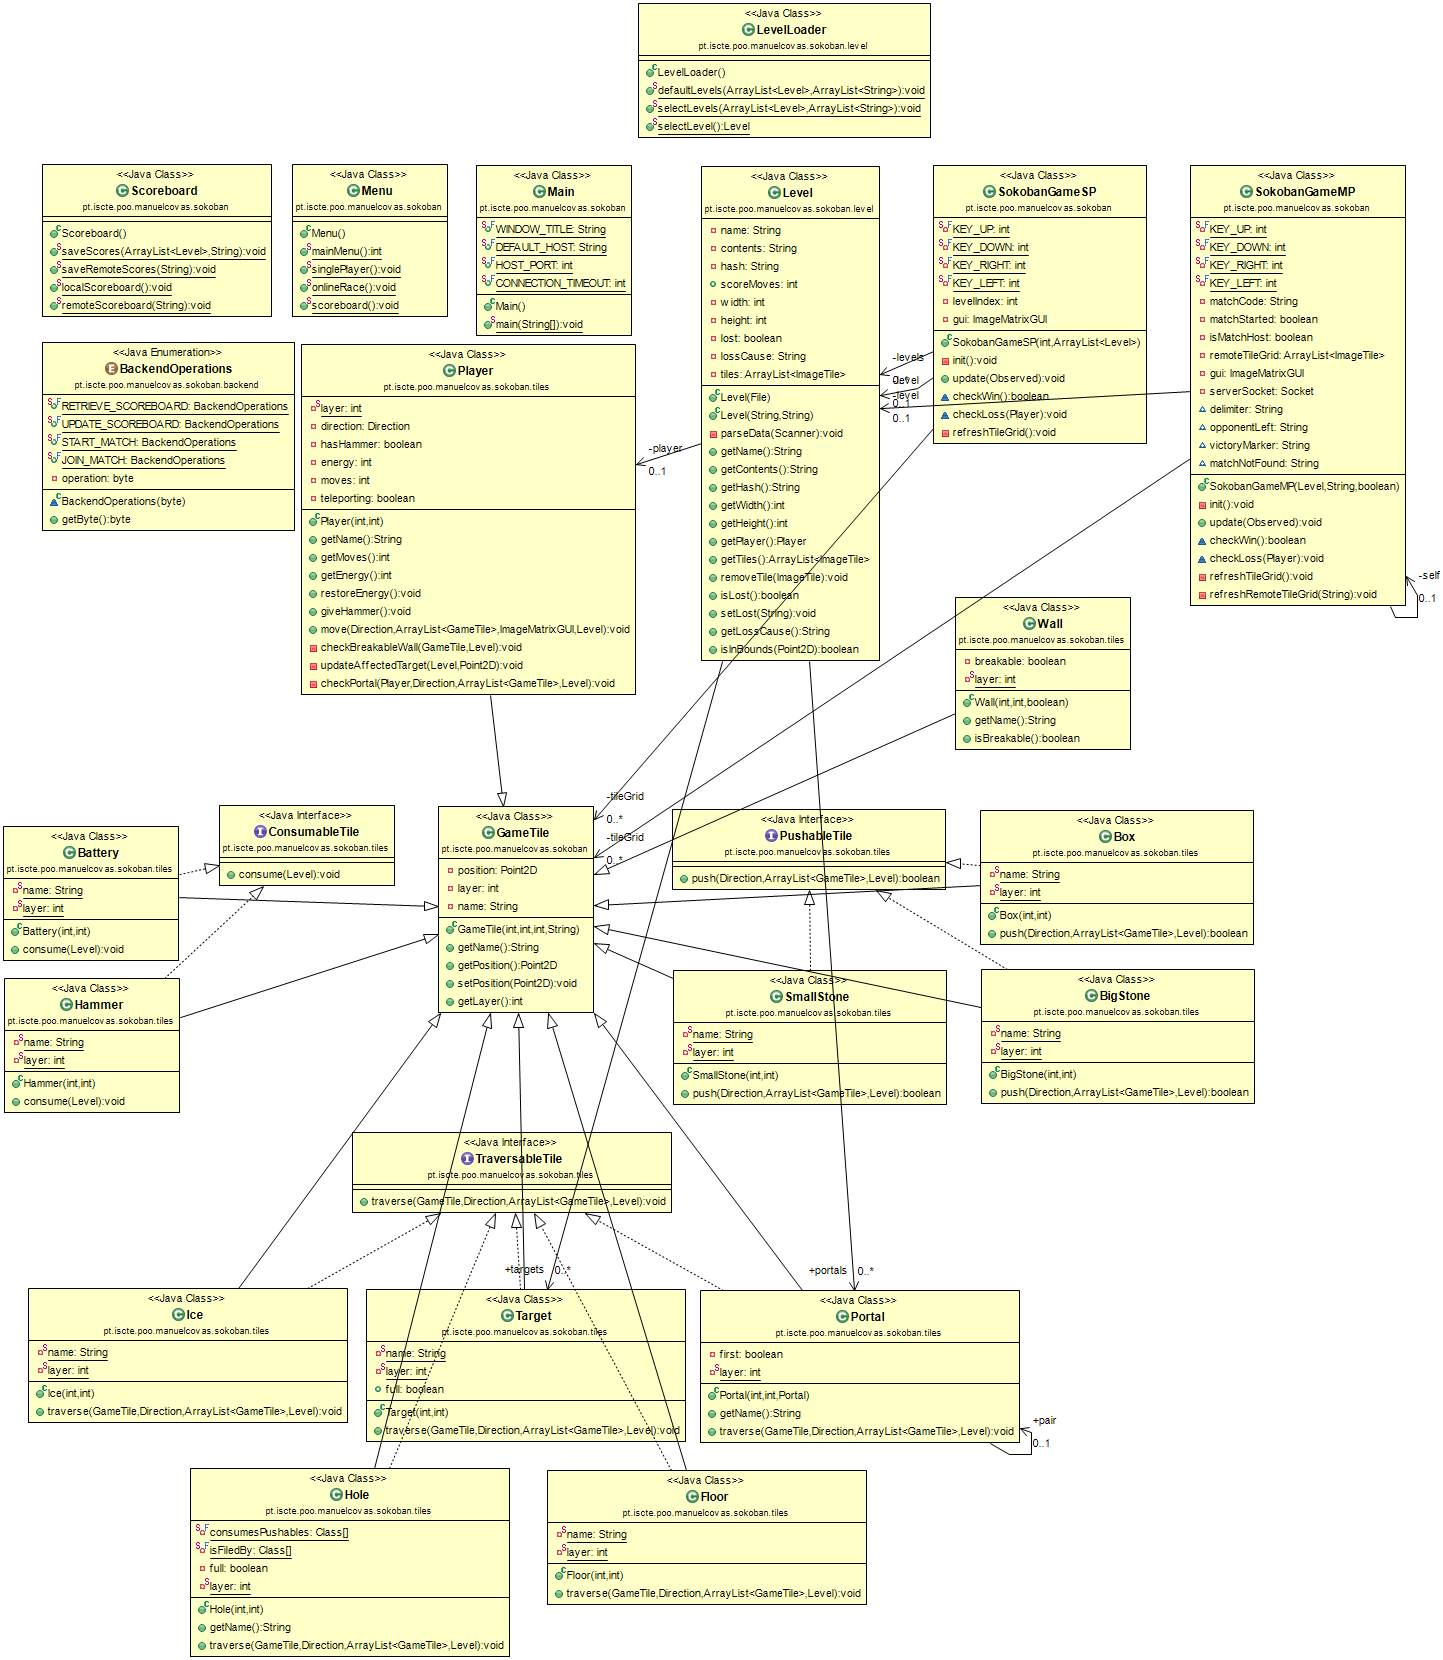 <<Java Class>>
LevelLoader
pt.iscte.poo.manuelcovas.sokoban.level
LevelLoader()
defaultLevels(ArrayList<Level>,ArrayList<String>):void
selectLevels(ArrayList<Level>,ArrayList<String>):void
selectLevel():Level
<<Java Class>>
Scoreboard
pt.iscte.poo.manuelcovas.sokoban
Scoreboard()
saveScores(ArrayList<Level>,String):void
saveRemoteScores(String):void
localScoreboard():void
remoteScoreboard(String):void
<<Java Class>>
Menu
pt.iscte.poo.manuelcovas.sokoban
Menu()
mainMenu():int
singlePlayer():void
onlineRace():void
scoreboard():void
<<Java Class>>
Main
pt.iscte.poo.manuelcovas.sokoban
WINDOW_TITLE: String
DEFAULT_HOST: String
HOST_PORT: int
CONNECTION_TIMEOUT: int
Main()
main(String[]):void
<<Java Class>>
Level
pt.iscte.poo.manuelcovas.sokoban.level
name: String
contents: String
hash: String
scoreMoves: int
width: int
height: int
lost: boolean
lossCause: String
tiles: ArrayList<ImageTile>
Level(File)
Level(String,String)
parseData(Scanner):void
getName():String
getContents():String
getHash():String
getWidth():int
getHeight():int
getPlayer():Player
getTiles():ArrayList<ImageTile>
removeTile(ImageTile):void
isLost():boolean
setLost(String):void
getLossCause():String
isInBounds(Point2D):boolean
<<Java Class>>
SokobanGameSP
pt.iscte.poo.manuelcovas.sokoban
KEY_UP: int
KEY_DOWN: int
KEY_RIGHT: int
KEY_LEFT: int
levelIndex: int
gui: ImageMatrixGUI
SokobanGameSP(int,ArrayList<Level>)
init():void
update(Observed):void
checkWin():boolean
checkLoss(Player):void
refreshTileGrid():void
<<Java Class>>
SokobanGameMP
pt.iscte.poo.manuelcovas.sokoban
KEY_UP: int
KEY_DOWN: int
KEY_RIGHT: int
KEY_LEFT: int
matchCode: String
matchStarted: boolean
isMatchHost: boolean
remoteTileGrid: ArrayList<ImageTile>
gui: ImageMatrixGUI
serverSocket: Socket
delimiter: String
opponentLeft: String
victoryMarker: String
matchNotFound: String
SokobanGameMP(Level,String,boolean)
init():void
update(Observed):void
checkWin():boolean
checkLoss(Player):void
refreshTileGrid():void
refreshRemoteTileGrid(String):void
-levels
-level
0..1
-level
0..1
-self
0..1
<<Java Enumeration>>
BackendOperations
pt.iscte.poo.manuelcovas.sokoban.backend
RETRIEVE_SCOREBOARD: BackendOperations
UPDATE_SCOREBOARD: BackendOperations
START_MATCH: BackendOperations
JOIN_MATCH: BackendOperations
operation: byte
BackendOperations(byte)
getByte():byte
<<Java Class>>
Player
pt.iscte.poo.manuelcovas.sokoban.tiles
layer: int
direction: Direction
hasHammer: boolean
energy: int
moves: int
teleporting: boolean
Player(int,int)
getName():String
getMoves():int
getEnergy():int
restoreEnergy():void
giveHammer():void
move(Direction,ArrayList<GameTile>,ImageMatrixGUI,Level):void
checkBreakableWall(GameTile,Level):void
updateAffectedTarget(Level,Point2D):void
checkPortal(Player,Direction,ArrayList<GameTile>,Level):void
-player
0..1
<<Java Class>>
Wall
pt.iscte.poo.manuelcovas.sokoban.tiles
breakable: boolean
layer: int
Wall(int,int,boolean)
getName():String
isBreakable():boolean
-tileGrid
0..*
-tileGrid
0..*
<<Java Class>>
Battery
pt.iscte.poo.manuelcovas.sokoban.tiles
name: String
layer: int
Battery(int,int)
consume(Level):void
<<Java Interface>>
ConsumableTile
pt.iscte.poo.manuelcovas.sokoban.tiles
consume(Level):void
<<Java Class>>
GameTile
pt.iscte.poo.manuelcovas.sokoban
position: Point2D
layer: int
name: String
GameTile(int,int,int,String)
getName():String
getPosition():Point2D
setPosition(Point2D):void
getLayer():int
<<Java Interface>>
PushableTile
pt.iscte.poo.manuelcovas.sokoban.tiles
push(Direction,ArrayList<GameTile>,Level):boolean
<<Java Class>>
Box
pt.iscte.poo.manuelcovas.sokoban.tiles
name: String
layer: int
Box(int,int)
push(Direction,ArrayList<GameTile>,Level):boolean
<<Java Class>>
Hammer
pt.iscte.poo.manuelcovas.sokoban.tiles
name: String
layer: int
Hammer(int,int)
consume(Level):void
<<Java Class>>
SmallStone
pt.iscte.poo.manuelcovas.sokoban.tiles
name: String
layer: int
SmallStone(int,int)
push(Direction,ArrayList<GameTile>,Level):boolean
<<Java Class>>
BigStone
pt.iscte.poo.manuelcovas.sokoban.tiles
name: String
layer: int
BigStone(int,int)
push(Direction,ArrayList<GameTile>,Level):boolean
<<Java Interface>>
TraversableTile
pt.iscte.poo.manuelcovas.sokoban.tiles
traverse(GameTile,Direction,ArrayList<GameTile>,Level):void
+targets
0..*
+portals
0..*
<<Java Class>>
Ice
pt.iscte.poo.manuelcovas.sokoban.tiles
name: String
layer: int
Ice(int,int)
traverse(GameTile,Direction,ArrayList<GameTile>,Level):void
<<Java Class>>
Target
pt.iscte.poo.manuelcovas.sokoban.tiles
name: String
layer: int
full: boolean
Target(int,int)
traverse(GameTile,Direction,ArrayList<GameTile>,Level):void
<<Java Class>>
Portal
pt.iscte.poo.manuelcovas.sokoban.tiles
first: boolean
layer: int
Portal(int,int,Portal)
getName():String
traverse(GameTile,Direction,ArrayList<GameTile>,Level):void
+pair
0..1
<<Java Class>>
Hole
pt.iscte.poo.manuelcovas.sokoban.tiles
consumesPushables: Class[]
isFiledBy: Class[]
full: boolean
layer: int
Hole(int,int)
getName():String
traverse(GameTile,Direction,ArrayList<GameTile>,Level):void
<<Java Class>>
Floor
pt.iscte.poo.manuelcovas.sokoban.tiles
name: String
layer: int
Floor(int,int)
traverse(GameTile,Direction,ArrayList<GameTile>,Level):void